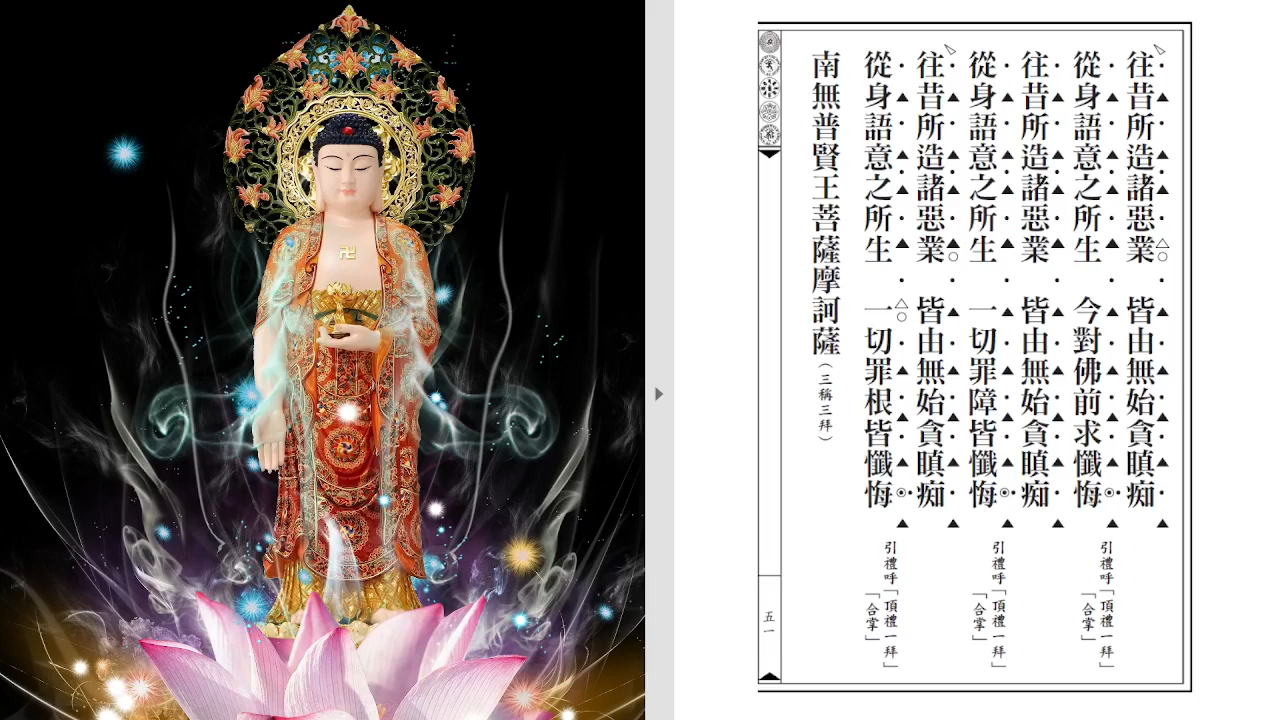 往昔所造諸惡業 皆由無始貪瞋痴
從身語意之所生 今對佛前求懺悔 引禮呼「頂禮一拜」「合掌」
往昔所造諸惡業 皆由無始貪瞋痴
從身語意之所生 一切罪障皆懺悔 引禮呼「頂禮一拜」「合掌」
往昔所造諸惡業 皆由無始貪瞋痴
從身語意之所生 一切罪根皆懺悔 引禮呼「頂禮一拜」「合掌」
南無普賢王菩薩摩訶薩(三稱三拜)
五一
卍